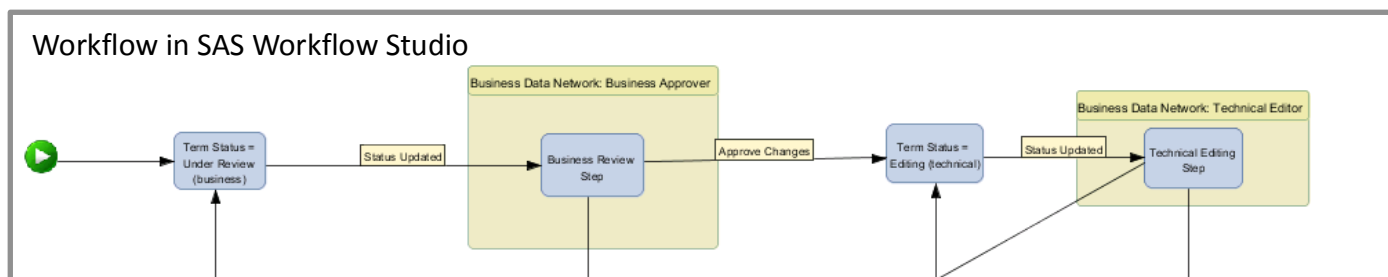 Workflow in SAS Workflow Studio
Business Data Network: Business Approver
Business Data Network: Technical Editor
Term Status =
Under Review
(business)
Status Updated
Business Review
Step
Approve Changes
Term Status =
Editing (technical)
Status Updated
Technical Editing
Step